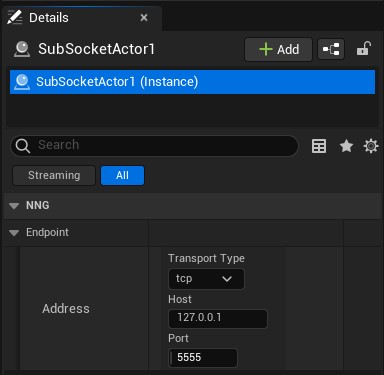 Details
SubSocketActor1
Add
SubSocketActor1 (Instance)
Search
Streaming
All
NNG
Endpoint
Transport Type
tcp
Host
Address
127.0.0.1
Port
5555